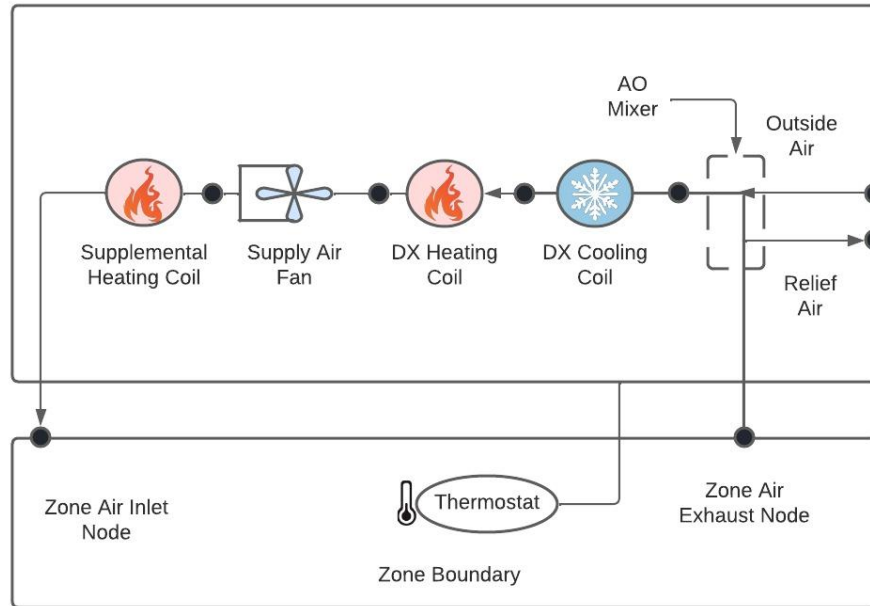 AO
Mixer
Outside
Air
Supplemental
Heating Coil
Supply Air
Fan
DX Heating
Coil
DX Cooling
Coil
Relief
Air
Zone Air Inlet
Node
Thermostat
Zone Air
Exhaust Node
Zone Boundary